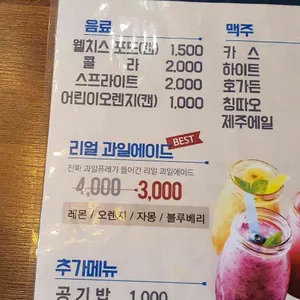 음료
웰치스 포도(캔) 1,500
콜 라 2,000
스프라이트 2,000
어린이오렌지(캔) 1,000
맥주
카 스
하이트
호가든
칭따오
제주에일
리얼 과일에이드
BEST
진짜 과일퓨레가 들어간 리얼 과일에이드
4,000 → 3,000
레몬 / 오렌지 / 자몽 / 블루베리
추가메뉴
공기밥 1,000